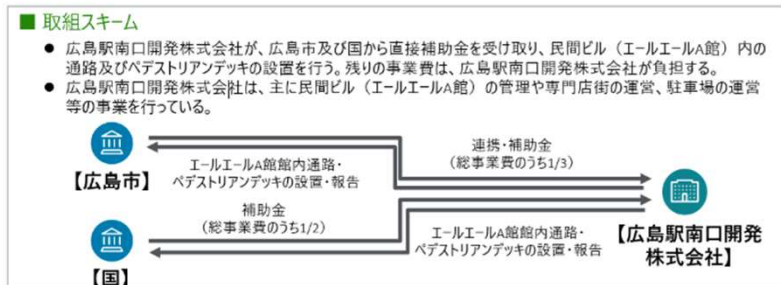 ■ 取組スキーム
● 広島駅南口開発株式会社が、広島市及び国から直接補助金を受け取り、民間ビル（エールエールA館）内の
通路及びペデストリアンデッキの設置を行う。残りの事業費は、広島駅南口開発株式会社が負担する。
● 広島駅南口開発株式会社は、主に民間ビル（エールエールA館）の管理や専門店街の運営、駐車場の運営
等の事業を行っている。
【広島市】
エールエールA館館内通路・
ペデストリアンデッキの設置・報告
連携・補助金
（総事業費のうち1/3）
補助金
（総事業費のうち1/2）
【国】
エールエールA館館内通路・
ペデストリアンデッキの設置・報告
【広島駅南口開発
株式会社】